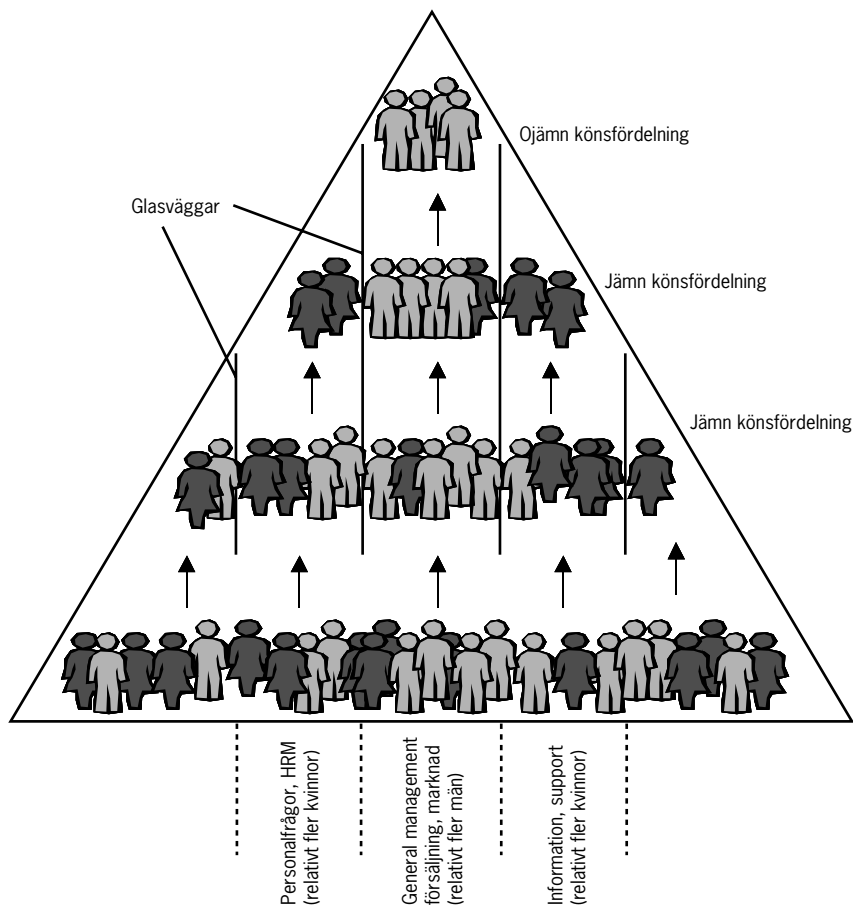 Ojämn könsfördelning
Glasväggar
Jämn könsfördelning
Jämn könsfördelning
Personalfrågor, HRM
(relativt fler kvinnor)
General management
försäljning, marknad
(relativt fler män)
Information, support
(relativt fler kvinnor)